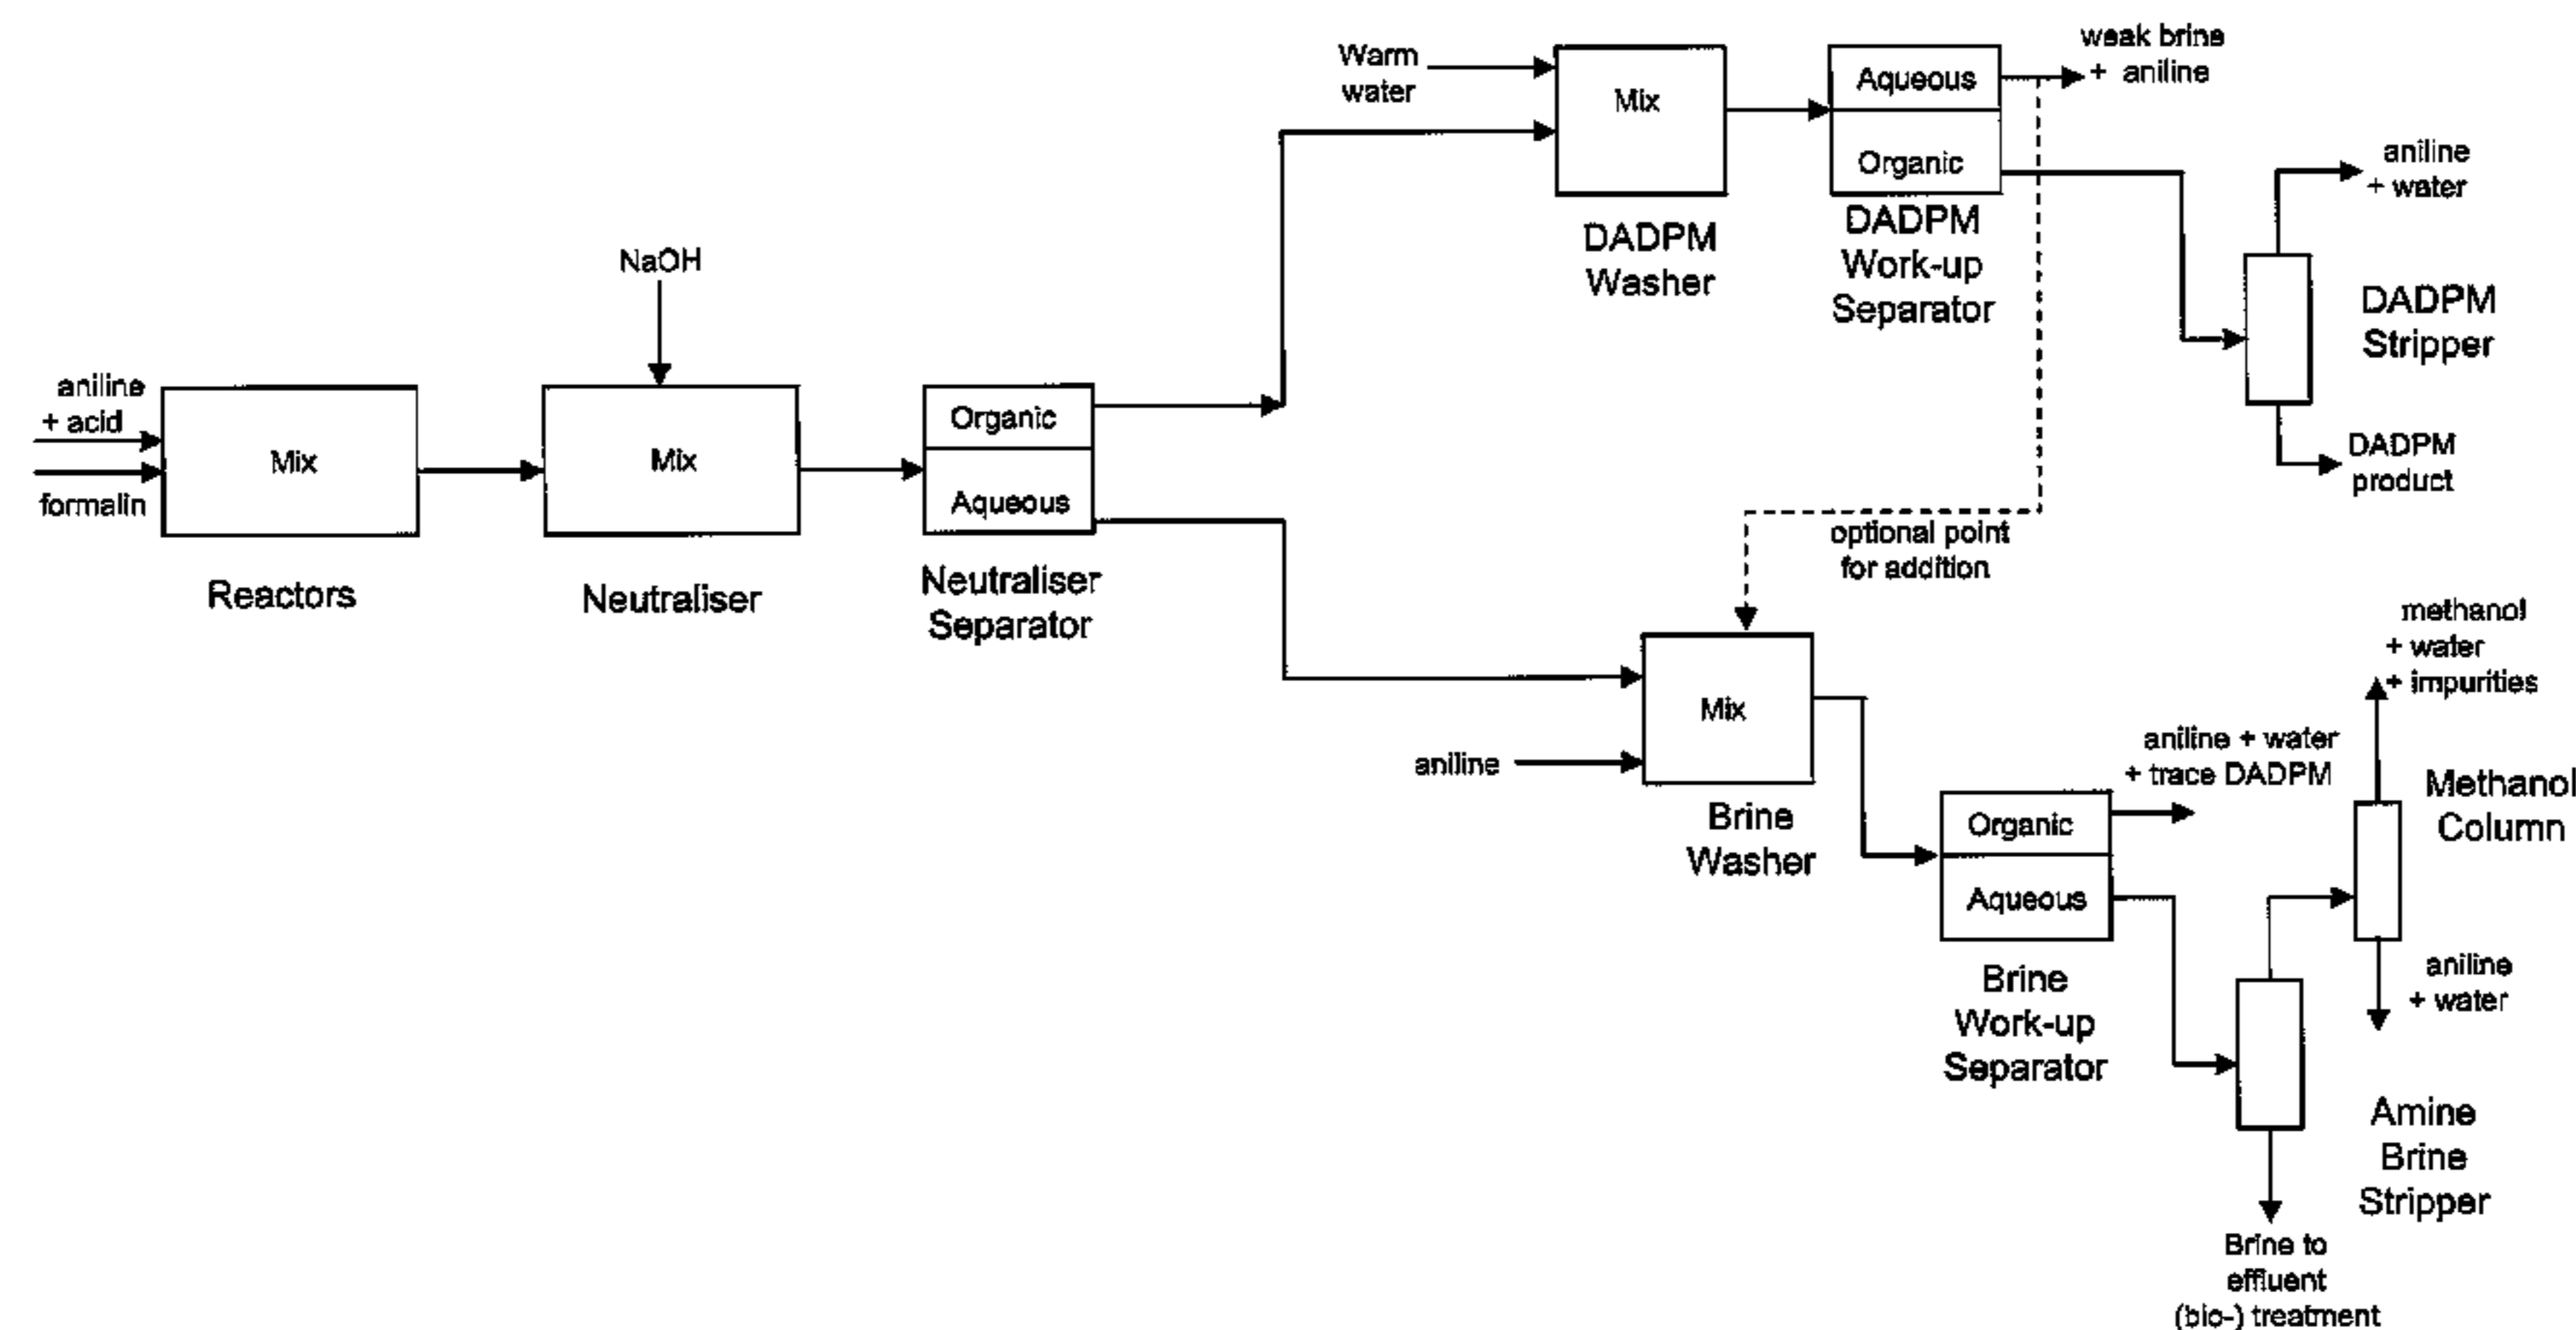 aniline
+ acid
formalin
Mix
Reactors
NaOH
Mix
Neutraliser
Organic
Aqueous
Neutraliser
Separator
Warm
water
Mix
DADPM
Washer
Aqueous
Organic
DADPM
Work-up
Separator
weak brine
+ aniline
aniline
+ water
DADPM
Stripper
DADPM
product
optional point
for addition
aniline
Mix
Brine
Washer
Organic
Aqueous
Brine
Work-up
Separator
aniline + water
+ trace DADPM
methanol
+ water
+ impurities
Methanol
Column
aniline
+ water
Amine
Brine
Stripper
Brine to
effluent
(bio-) treatment